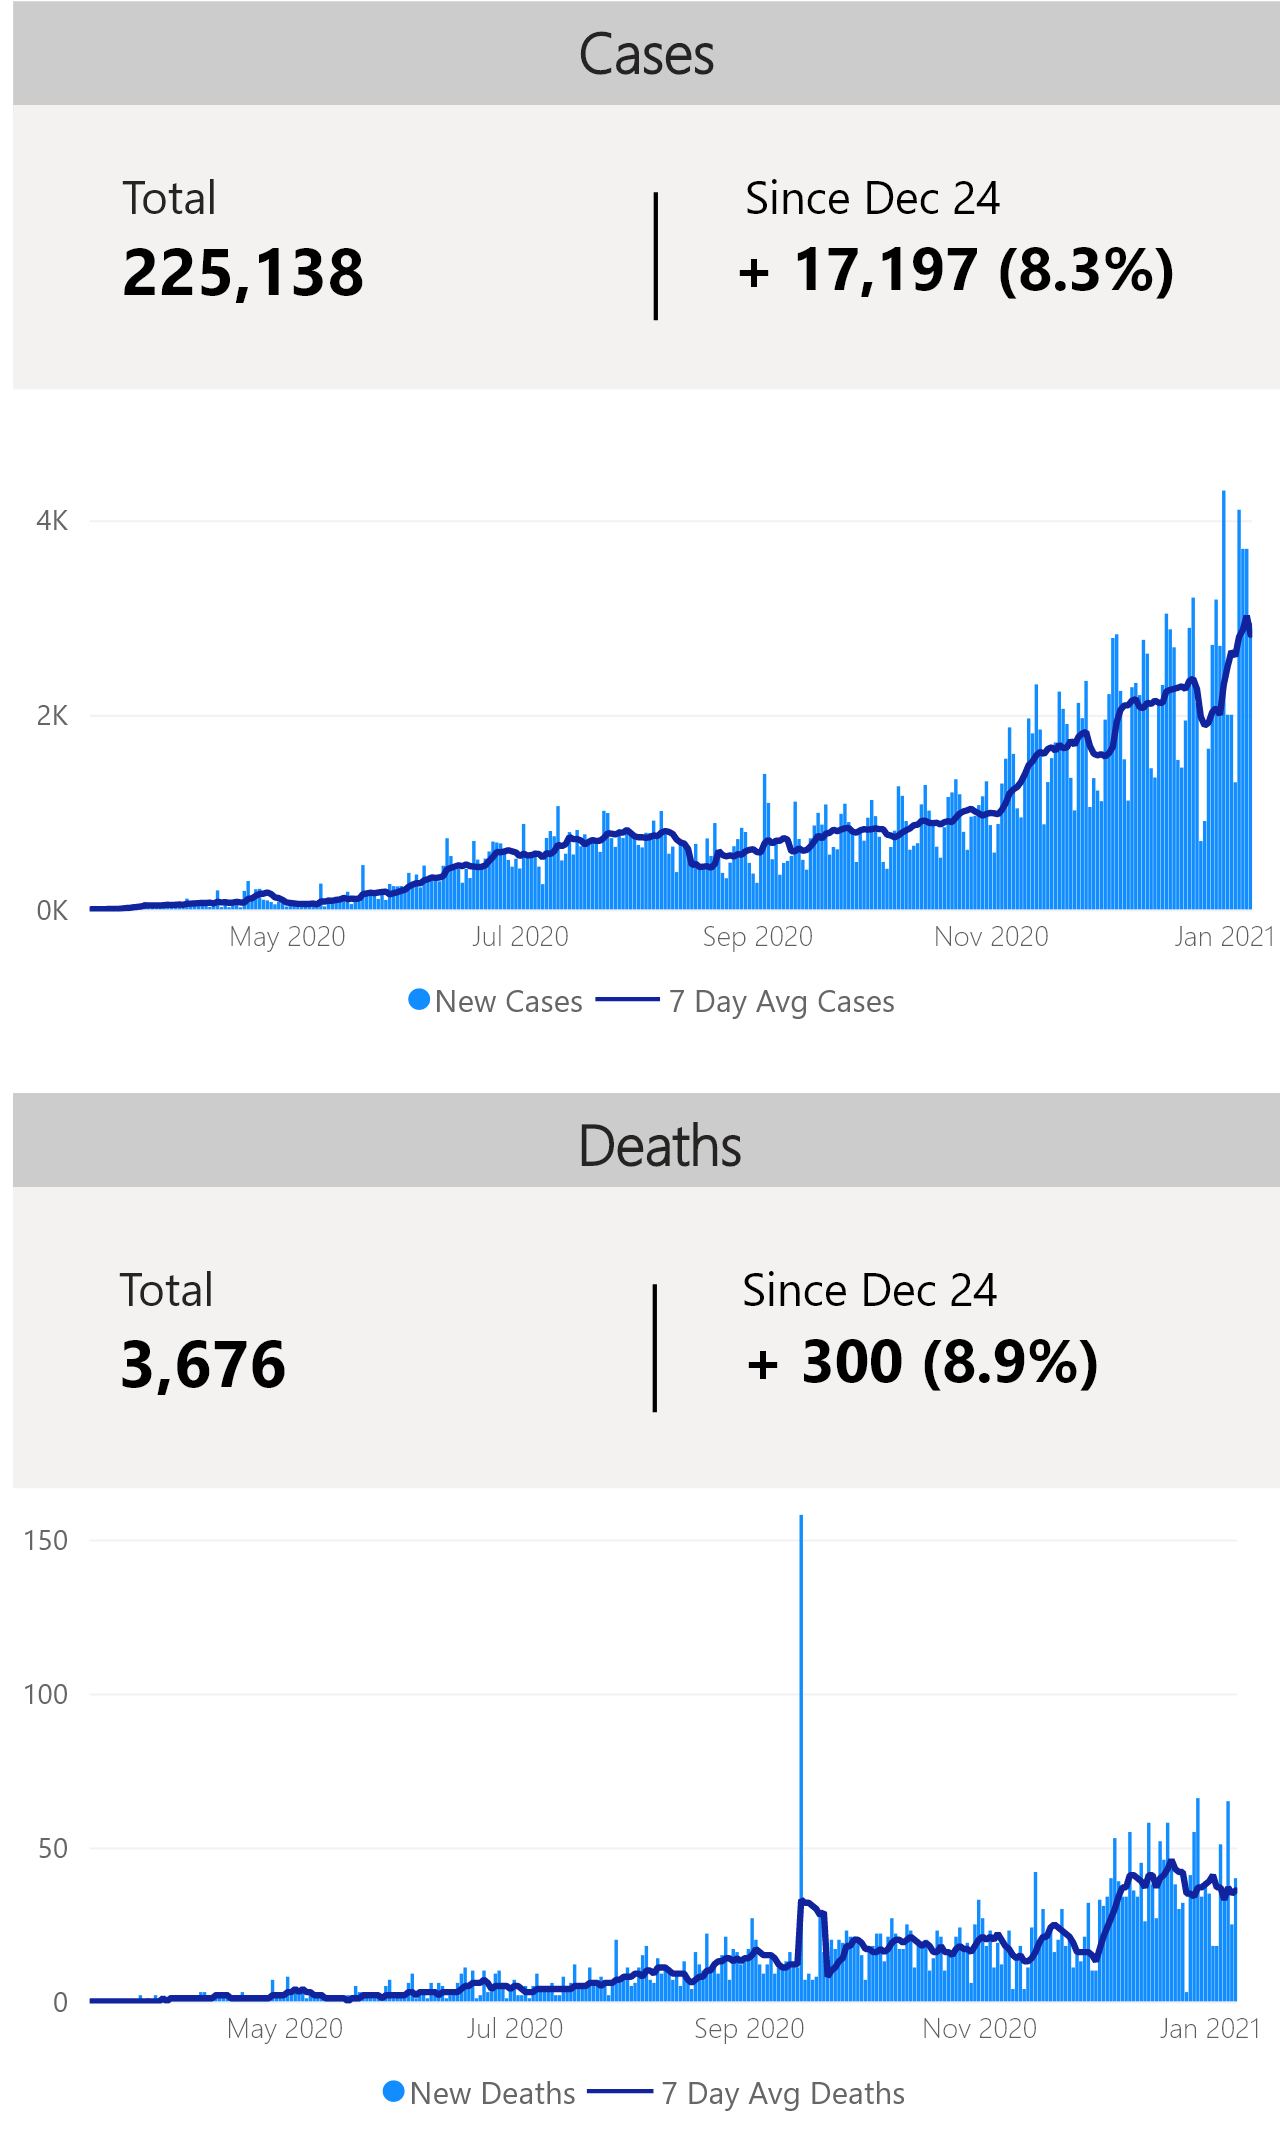 Cases
Total
Since Dec 24
225,138
+ 17,197 (8.3%)
4K
2K
0K
May 2020
Jul 2020
Sep 2020
Nov 2020
Jan 2021
New Cases
7 Day Avg Cases
Deaths
Total
Since Dec 24
3,676
+ 300 (8.9%)
150
100
50
0
May 2020
Jul 2020
Sep 2020
Nov 2020
Jan 2021
New Deaths
7 Day Avg Deaths